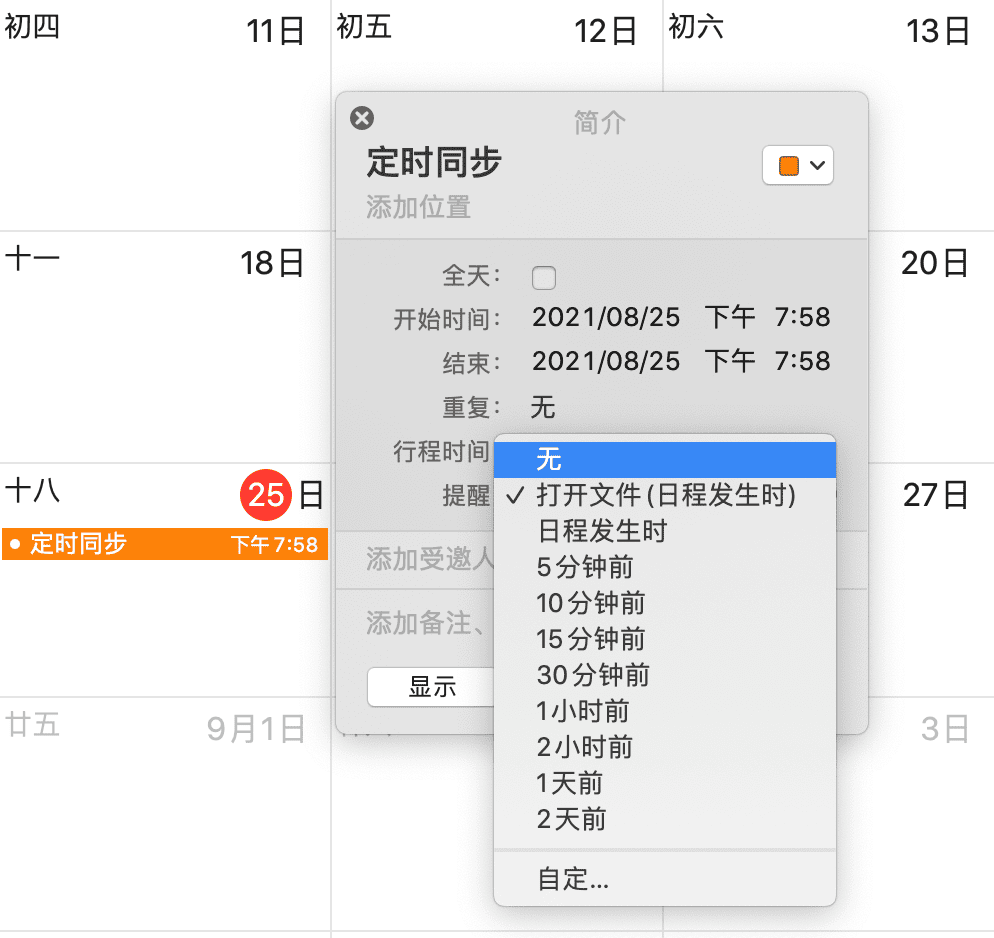 初四 11日 初五 12日 初六 13日
简介
定时同步
添加位置
十一 18日 20日
全天:
开始时间: 2021/08/25 下午 7:58
结束: 2021/08/25 下午 7:58
重复: 无
行程时间
无
十八 25日 27日
提醒
打开文件(日程发生时)
定时同步 下午7:58
日程发生时
添加受邀人
5分钟前
10分钟前
添加备注、
15分钟前
30分钟前
显示
1小时前
廿五 9月1日 3日
2小时前
1天前
2天前
自定...